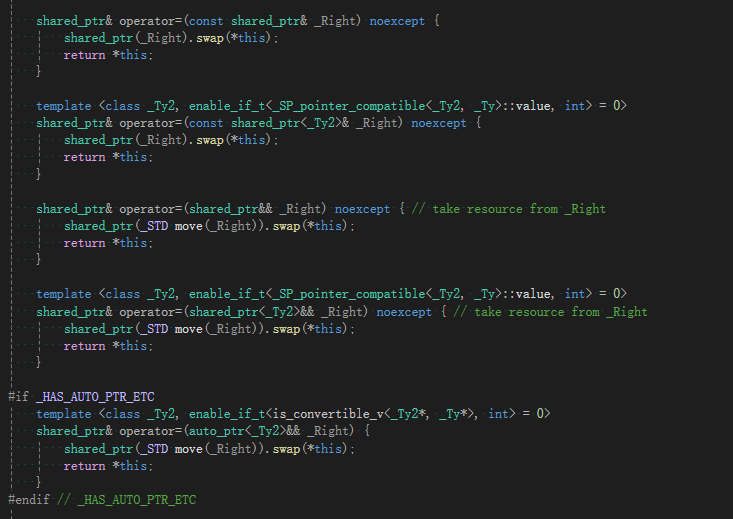 shared_ptr& operator=(const shared_ptr& _Right) noexcept {
shared_ptr(_Right).swap(*this);
return *this;
}
template <class _Ty2, enable_if_t<_SP_pointer_compatible<_Ty2, _Ty>::value, int> = 0>
shared_ptr& operator=(const shared_ptr<_Ty2>& _Right) noexcept {
shared_ptr(_Right).swap(*this);
return *this;
}
shared_ptr& operator=(shared_ptr&& _Right) noexcept { // take resource from _Right
shared_ptr(_STD move(_Right)).swap(*this);
return *this;
}
template <class _Ty2, enable_if_t<_SP_pointer_compatible<_Ty2, _Ty>::value, int> = 0>
shared_ptr& operator=(shared_ptr<_Ty2>&& _Right) noexcept { // take resource from _Right
shared_ptr(_STD move(_Right)).swap(*this);
return *this;
}
#if _HAS_AUTO_PTR_ETC
template <class _Ty2, enable_if_t<is_convertible_v<_Ty2*, _Ty*>, int> = 0>
shared_ptr& operator=(auto_ptr<_Ty2>&& _Right) {
shared_ptr(_STD move(_Right)).swap(*this);
return *this;
}
#endif // _HAS_AUTO_PTR_ETC